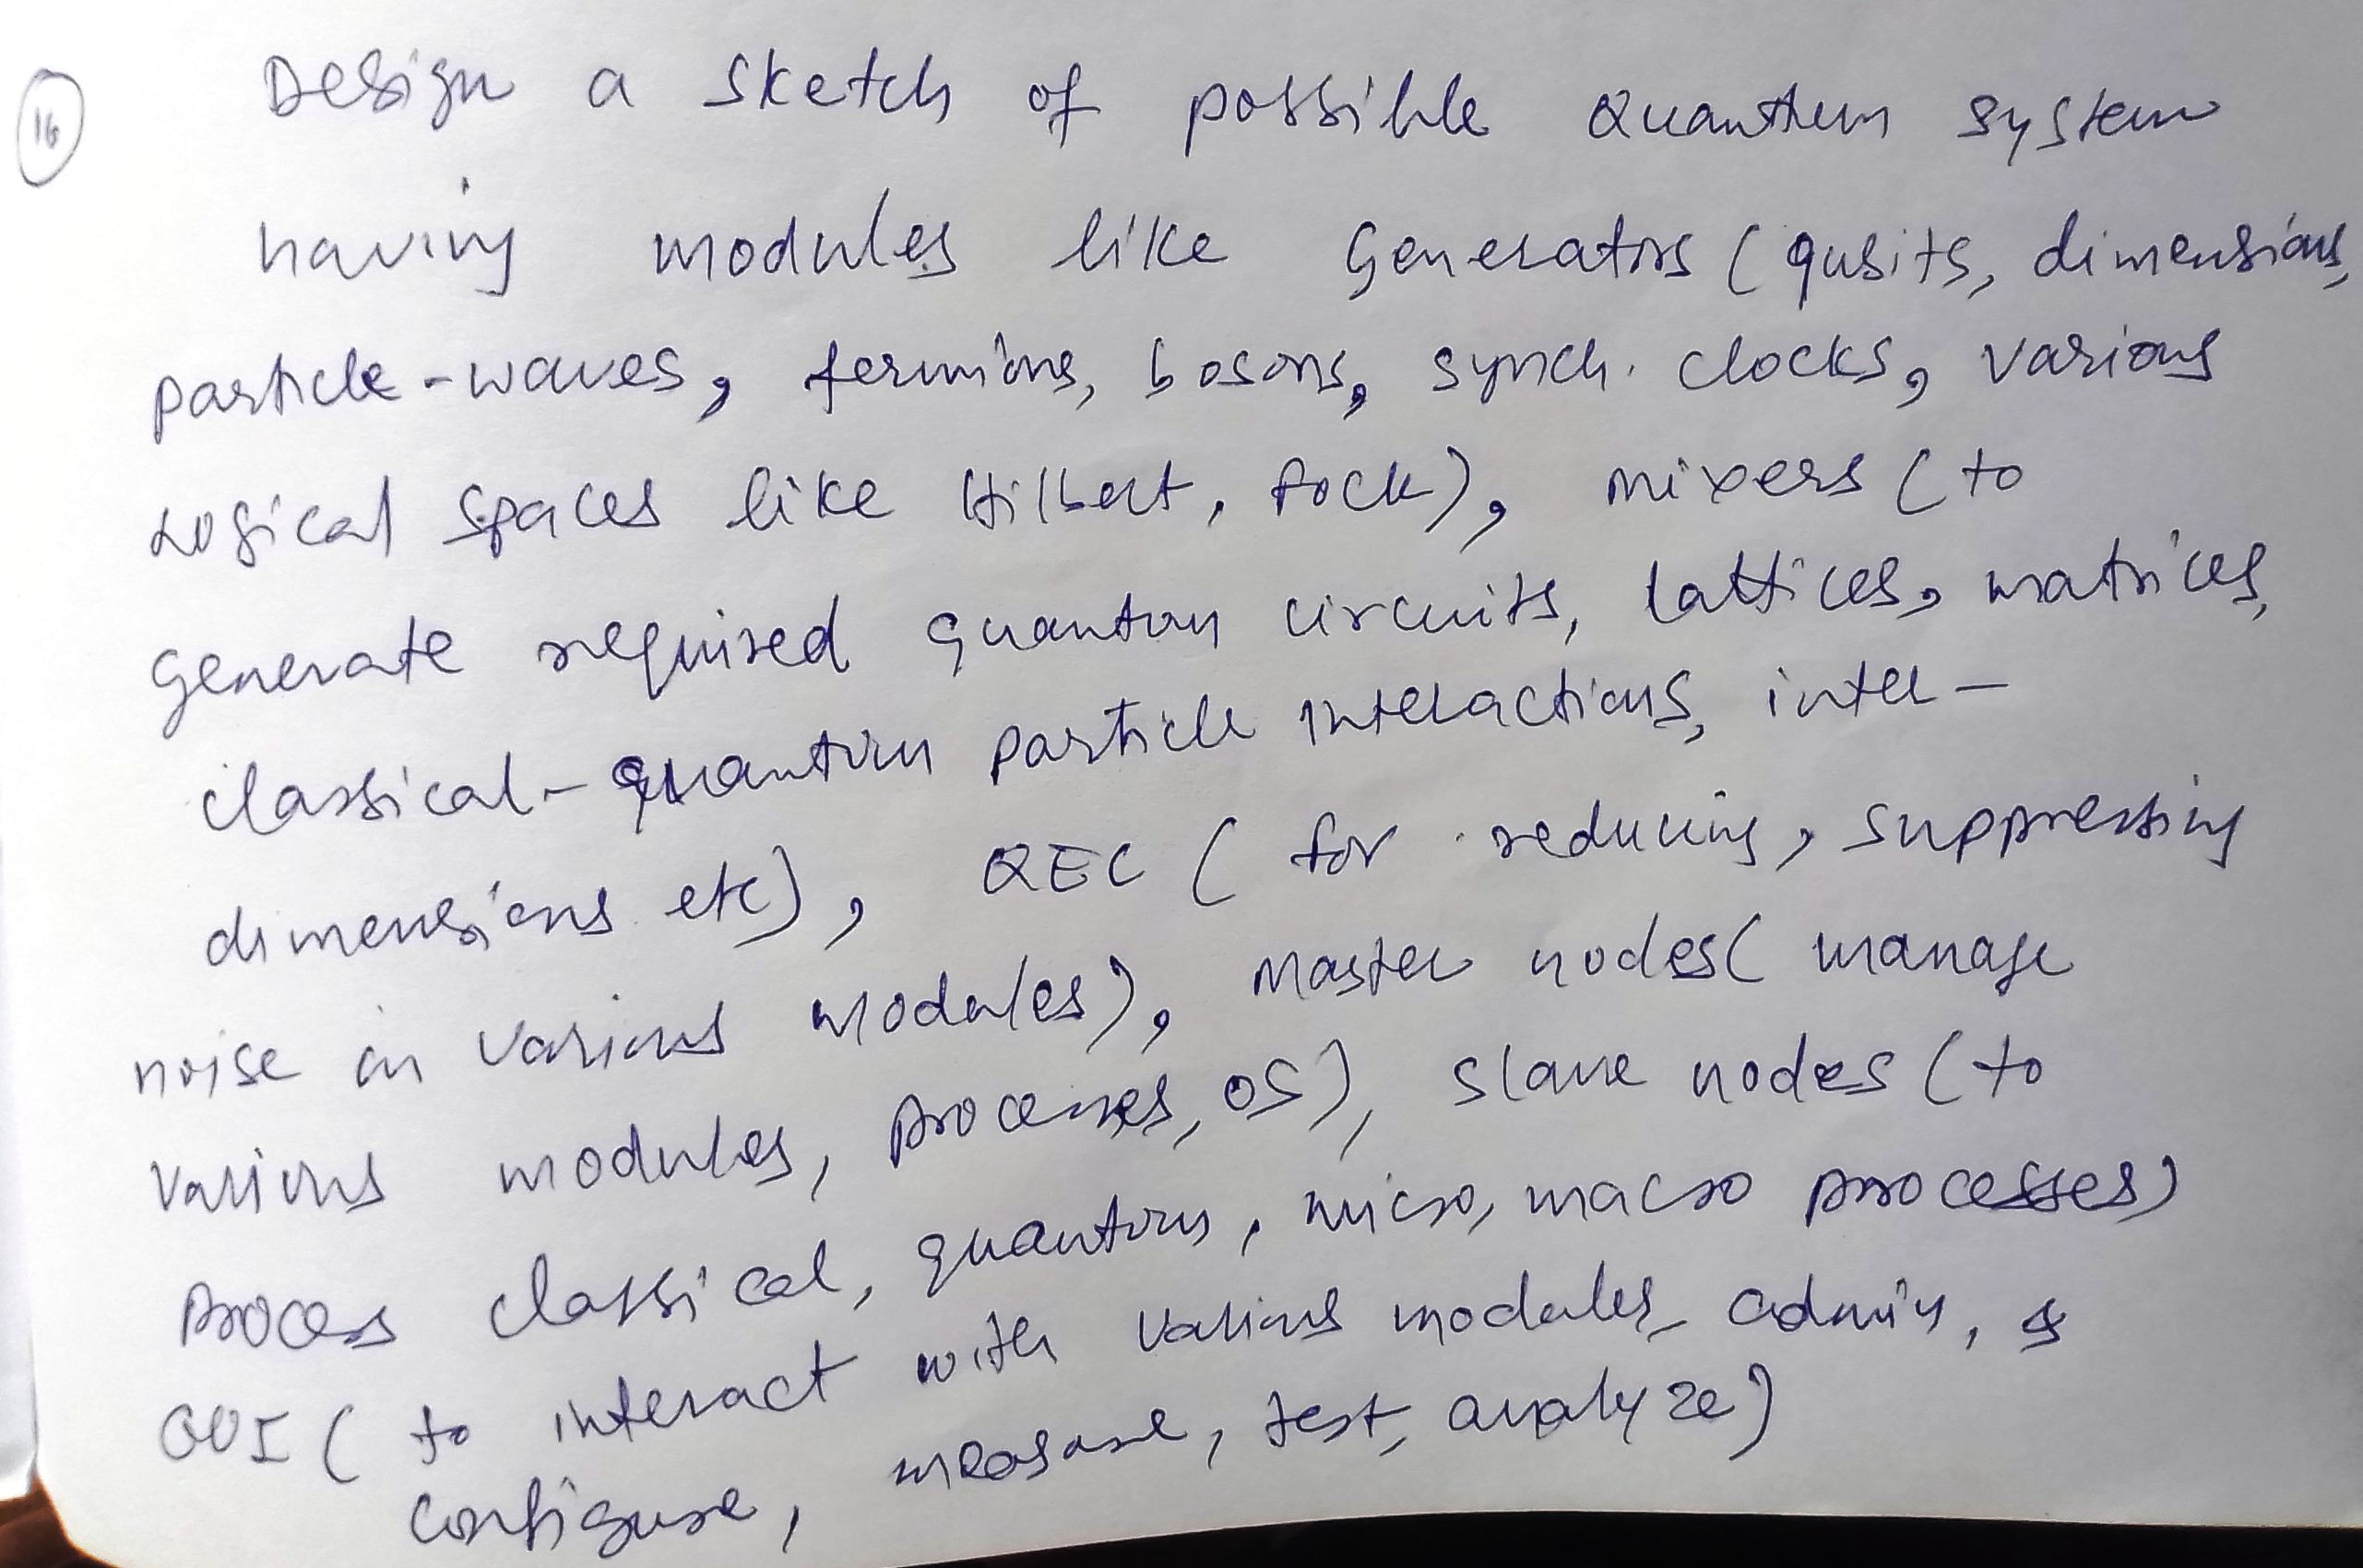 16
Design a sketch of possible Quantum system
having modules like Generators (qubits, dimensions,
particle-waves, fermions, bosons, synch. clocks, various
logical spaces like Hilbert, Fock), mixers (to
generate required quantum circuits, lattices, matrices,
classical-quantum particle interactions, inter-
dimensions etc), QEC (for reducing, suppressing
noise in various modules), master nodes (manage
various modules, processes, OS), slave nodes (to
process classical, quantum, micro, macro processes)
(to interact with various modules - admin,
configure, measure, test, analyze)